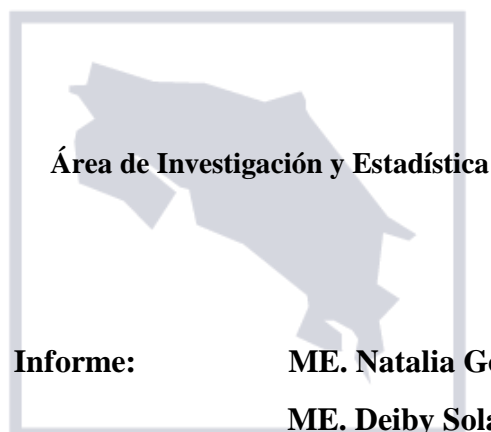 Área de Investigación y Estadística
Informe: ME. Natalia
ME. Deiby